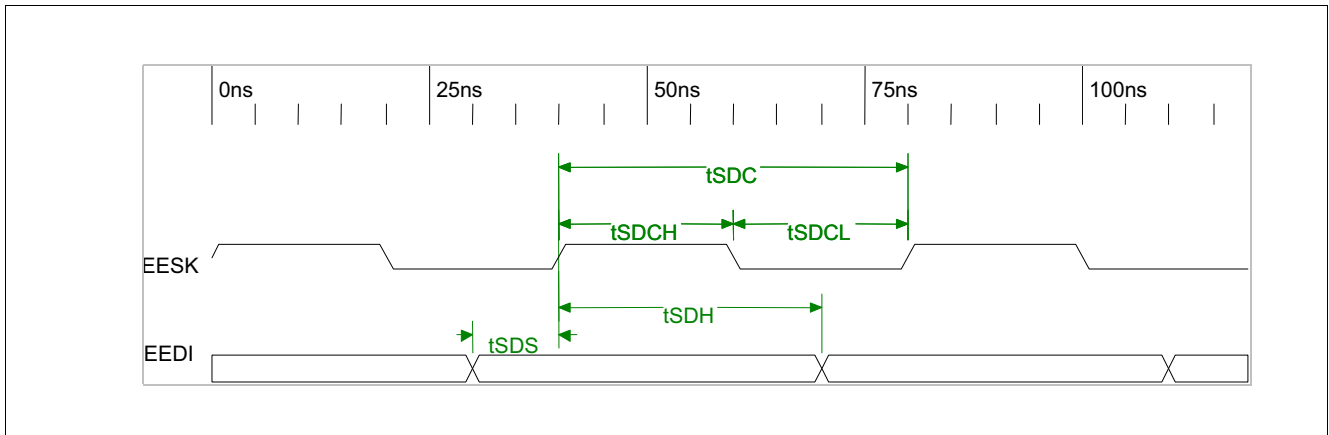 0ns 25ns 50ns 75ns 100ns
tSDC
tSDCH tSDCL
EESK
tSDH
tSDS
EEDI